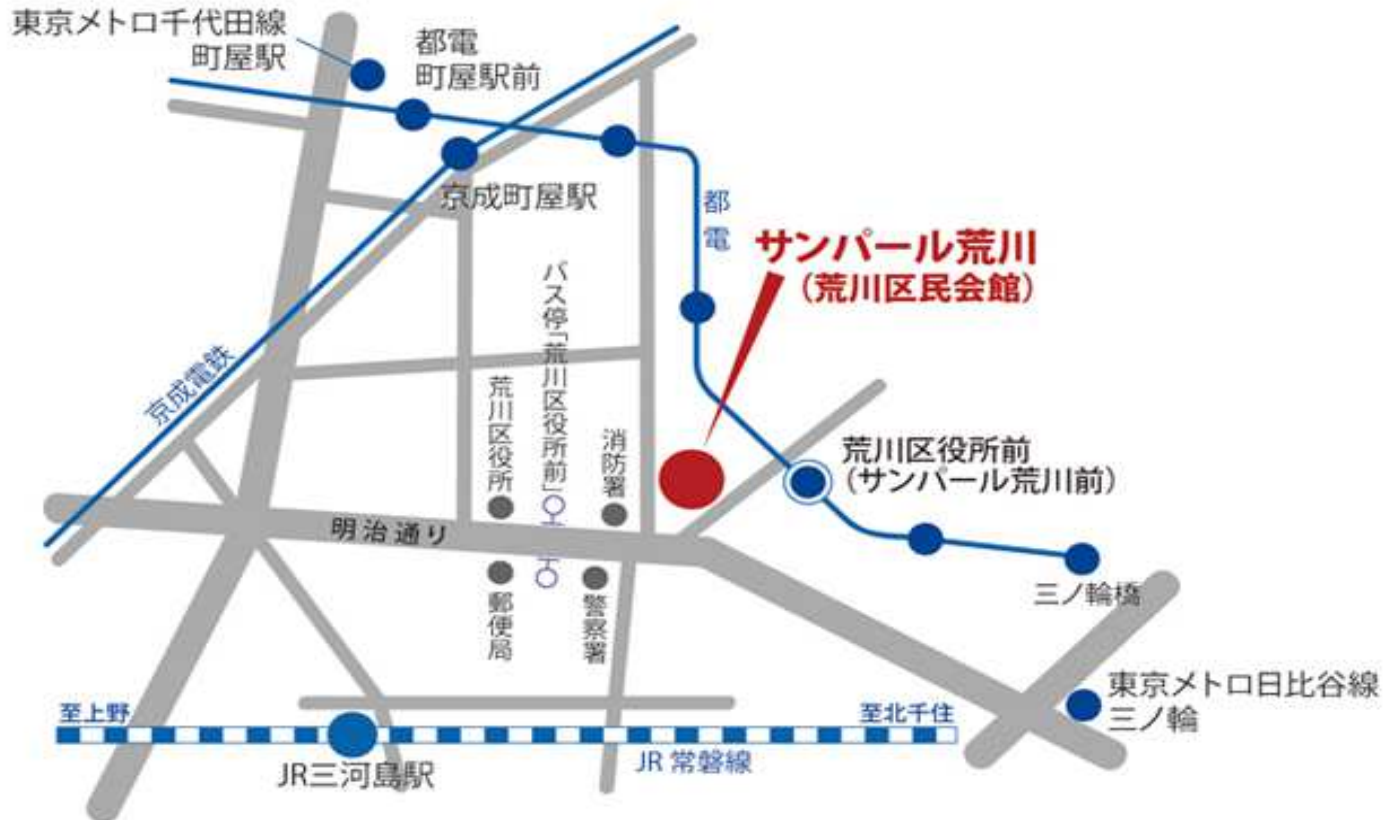 東京メトロ千代田線
町屋駅
都電
町屋駅前
京成町屋駅
都電
サンパール荒川
(荒川区民会館)
京成電鉄
バス停「荒川区役所前」
荒川区役所
消防署
荒川区役所前
(サンパール荒川前)
明治通り
郵便局
警察署
三ノ輪橋
東京メトロ日比谷線
三ノ輪
至上野
至北千住
JR三河島駅
JR 常磐線